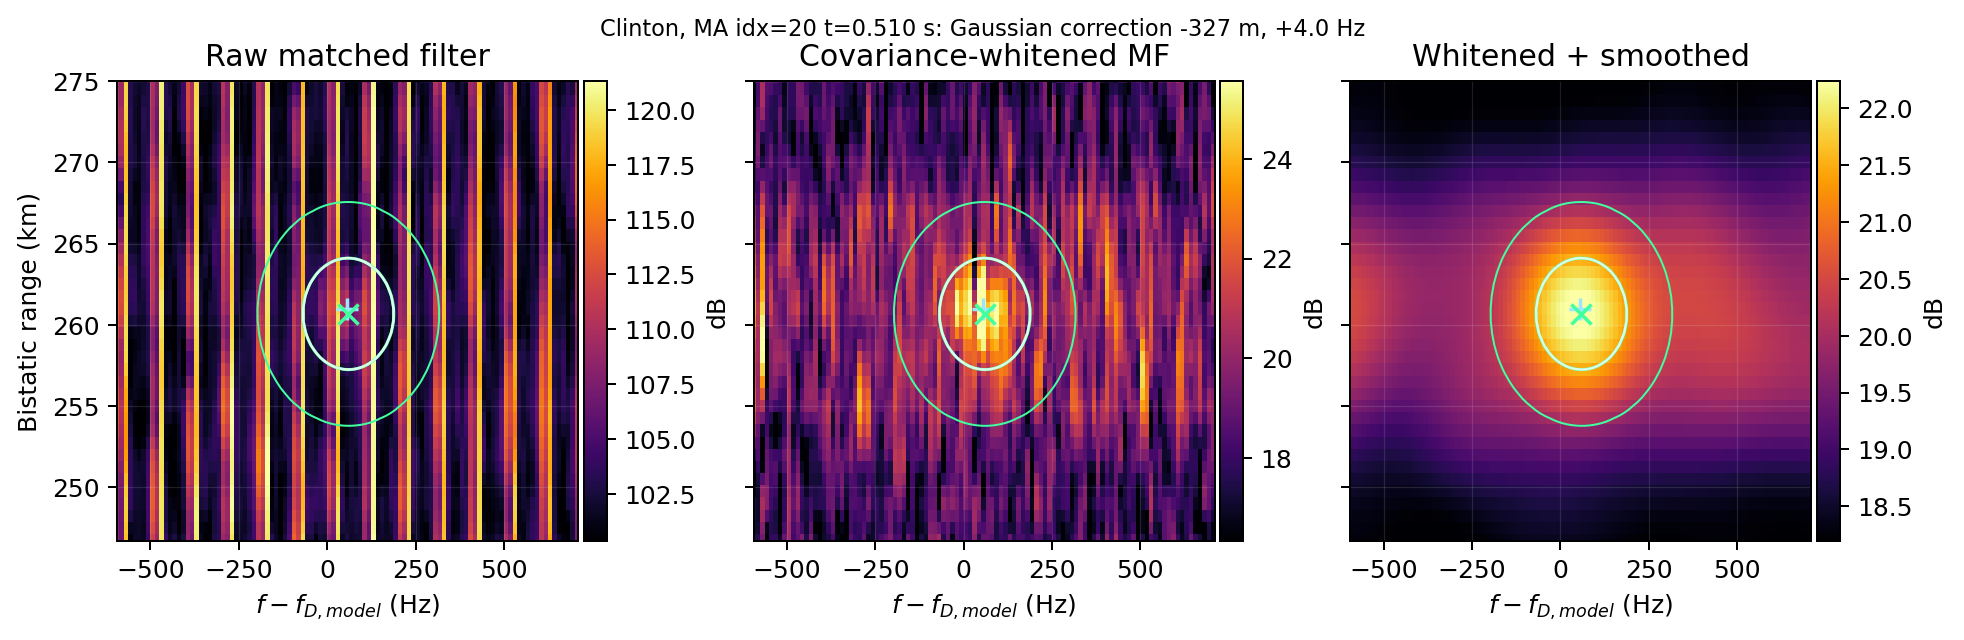 Clinton, MA idx=20 t=0.510 s: Gaussian correction -327 m, +4.0 Hz
Raw matched filter
Covariance-whitened MF
Whitened + smoothed
Bistatic range (km)
275
270
265
260
255
250
−500 −250 0 250 500
f − f_{D, model} (Hz)
120.0
117.5
115.0
112.5
110.0
107.5
105.0
102.5
dB
−500 −250 0 250 500
f − f_{D, model} (Hz)
24
22
20
18
dB
−500 −250 0 250 500
f − f_{D, model} (Hz)
22.0
21.5
21.0
20.5
20.0
19.5
19.0
18.5
dB